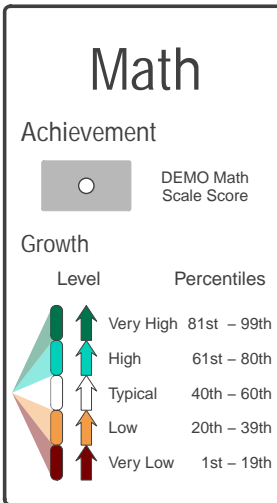 Math
Achievement
DEMO Math
Scale Score
Growth
Level Percentiles
Very High 81st – 99th
High 61st – 80th
Typical 40th – 60th
Low 20th – 39th
Very Low 1st – 19th